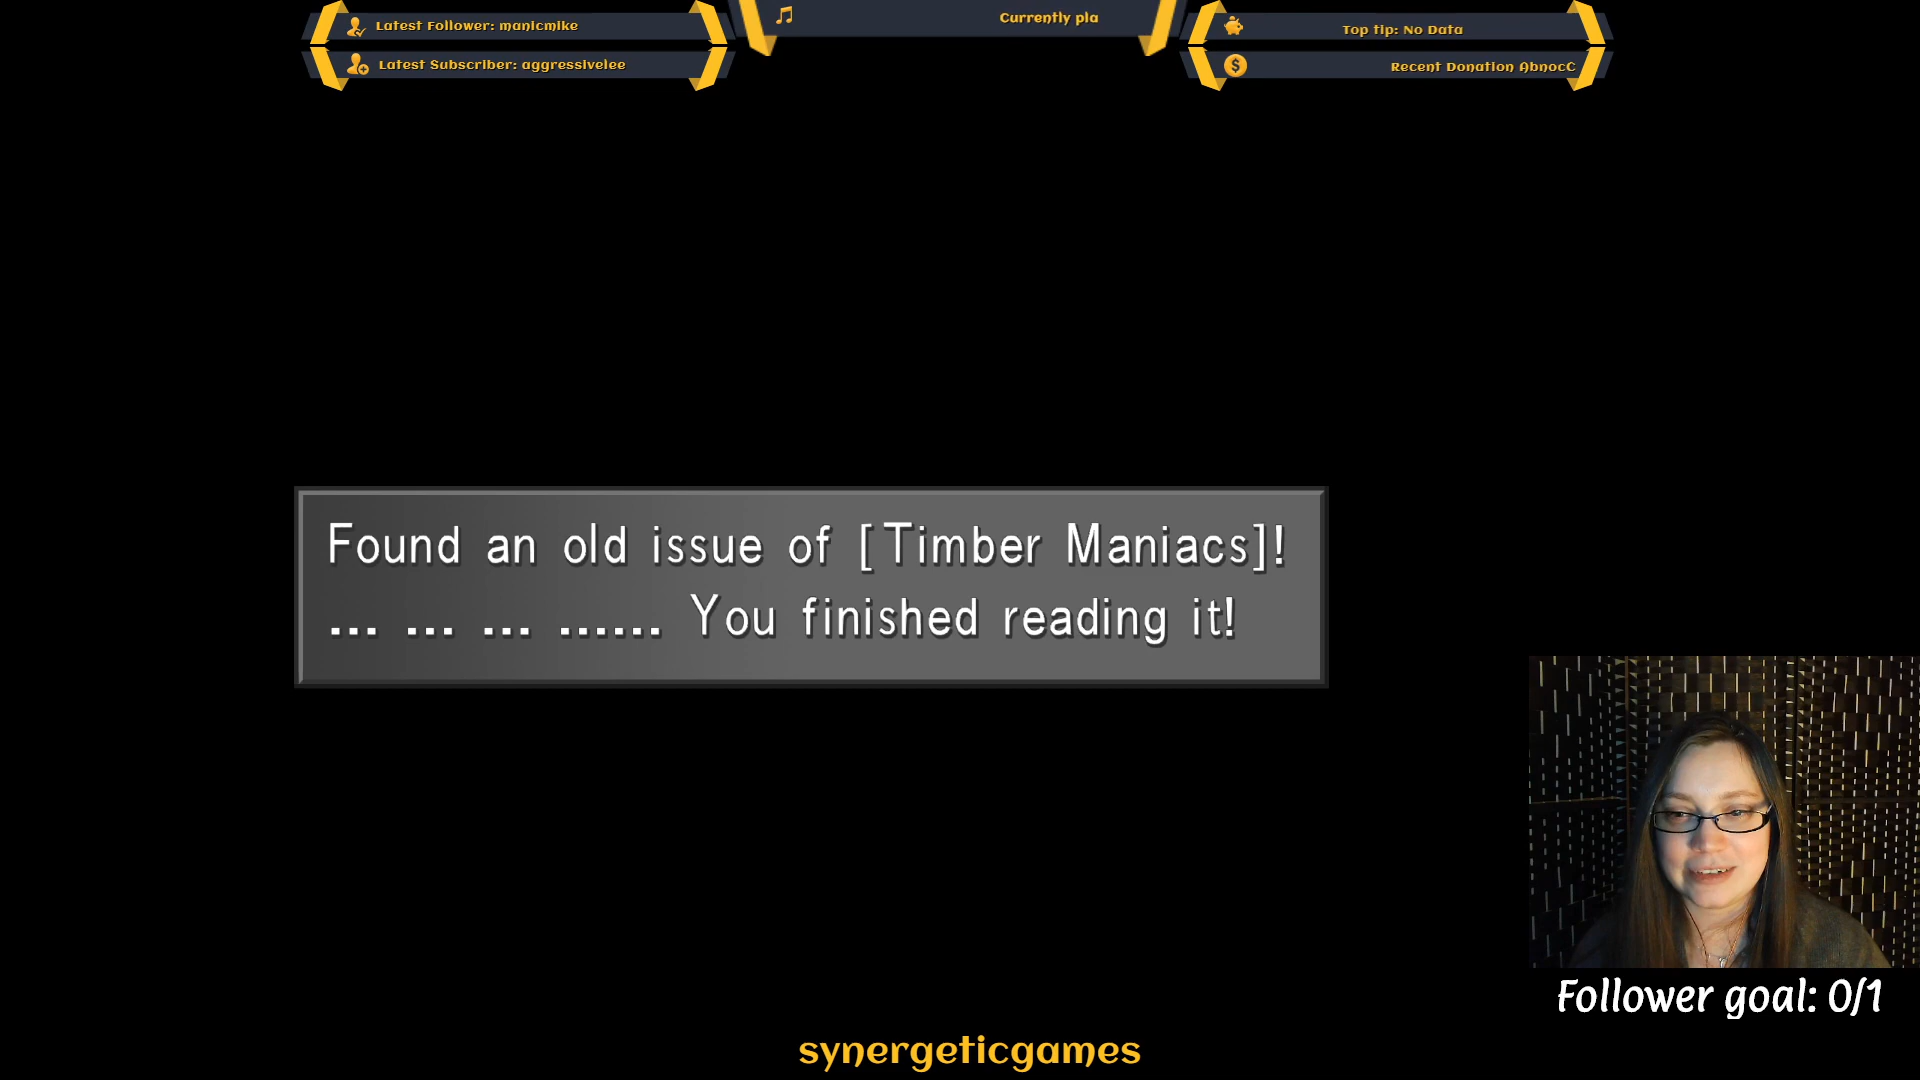 Latest Follower: manicmike
Latest Subscriber: aggressivelee
Currently pla
Top tip: No Data
Recent Donation AbnocC
Found an old issue of [Timber Maniacs]!
... ... ... ...... You finished reading it!
Follower goal: 0/1
synergeticgames